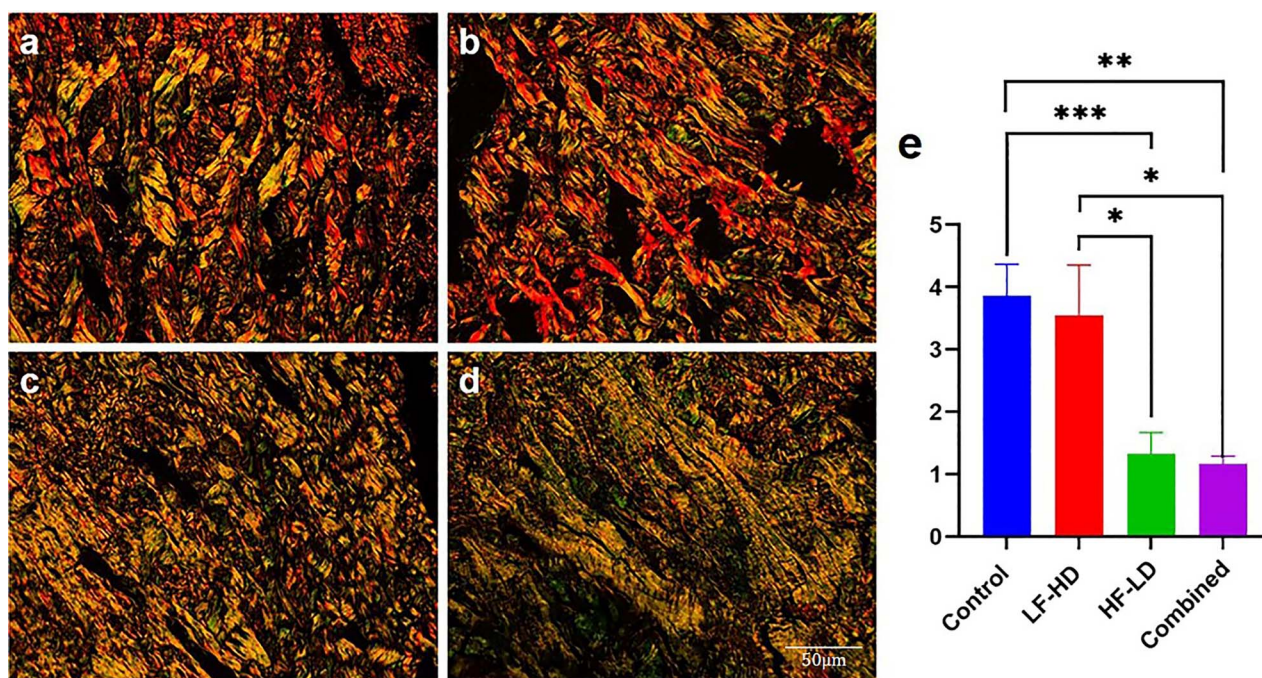 a
b
c
d
50μm
e
**
***
*
*
5
4
3
2
1
0
Control
LF-HD
HF-LD
Combined